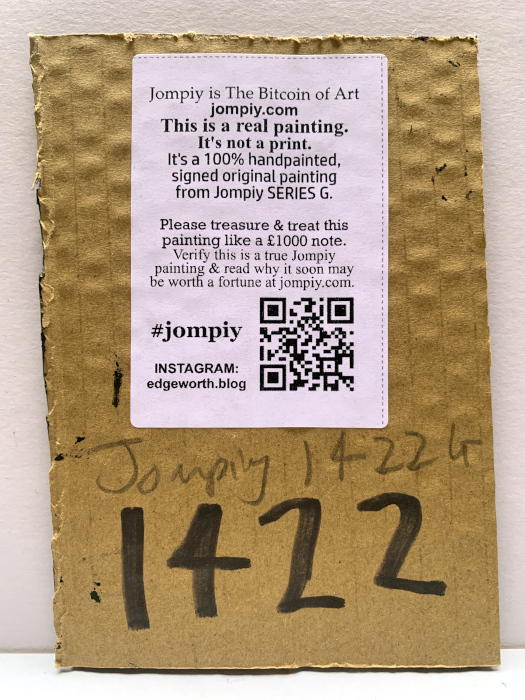 Jompiy is The Bitcoin of Art
jompiy.com
This is a real painting.
It's not a print.
It's a 100% handpainted,
signed original painting
from Jompiy SERIES G.
Please treasure & treat this
painting like a £1000 note.
Verify this is a true Jompiy
painting & read why it soon may
be worth a fortune at jompiy.com.
#jompiy
INSTAGRAM:
edgeworth.blog
Jompiy 1422G
1422